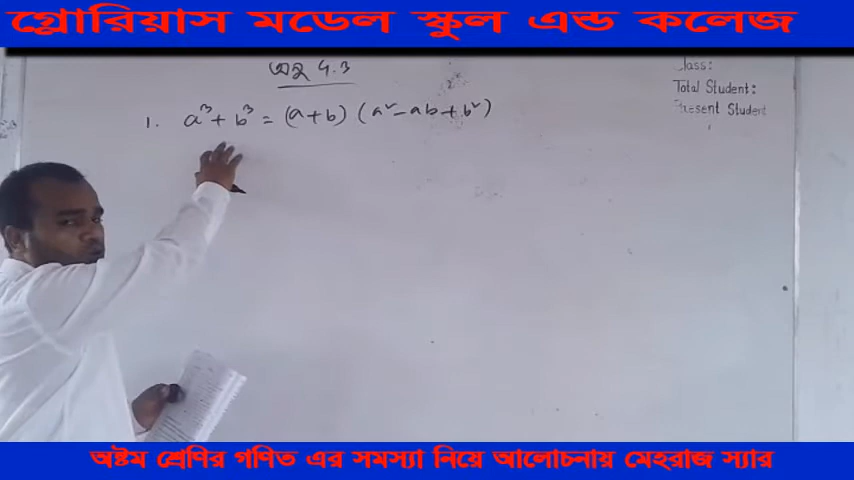 গ্লোরিয়াস মডেল স্কুল এন্ড কলেজ
অনু ৪.৩
Class:
Total Student:
Present Student
1. a³ + b³ = (a+b) (a² - ab + b²)
অষ্টম শ্রেণির গণিত এর সমস্যা নিয়ে আলোচনায় মেহরাজ স্যার